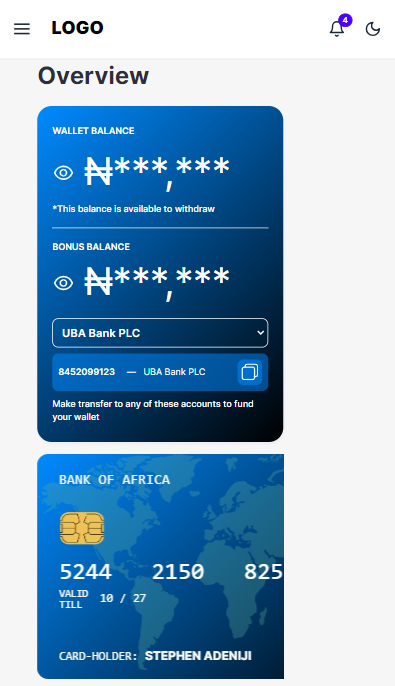 LOGO
4
Overview
WALLET BALANCE
₦***,***
*This balance is available to withdraw
BONUS BALANCE
₦***,***
UBA Bank PLC
8452099123 — UBA Bank PLC
Make transfer to any of these accounts to fund
your wallet
BANK OF AFRICA
5244 2150 825
VALID
TILL 10 / 27
CARD-HOLDER: STEPHEN ADENIJI